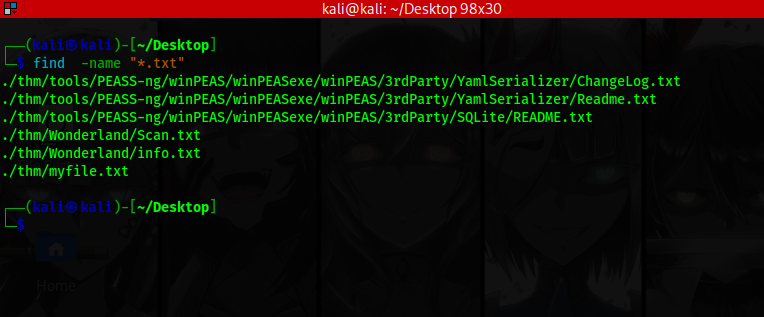 kali@kali: ~/Desktop 98x30
┌──(kali㉿kali)-[~/Desktop]
└─$ find  -name "*.txt"
./thm/tools/PEASS-ng/winPEAS/winPEASexe/winPEAS/3rdParty/YamlSerializer/ChangeLog.txt
./thm/tools/PEASS-ng/winPEAS/winPEASexe/winPEAS/3rdParty/YamlSerializer/Readme.txt
./thm/tools/PEASS-ng/winPEAS/winPEASexe/winPEAS/3rdParty/SQLite/README.txt
./thm/Wonderland/Scan.txt
./thm/Wonderland/info.txt
./thm/myfile.txt
┌──(kali㉿kali)-[~/Desktop]
└─$
Home